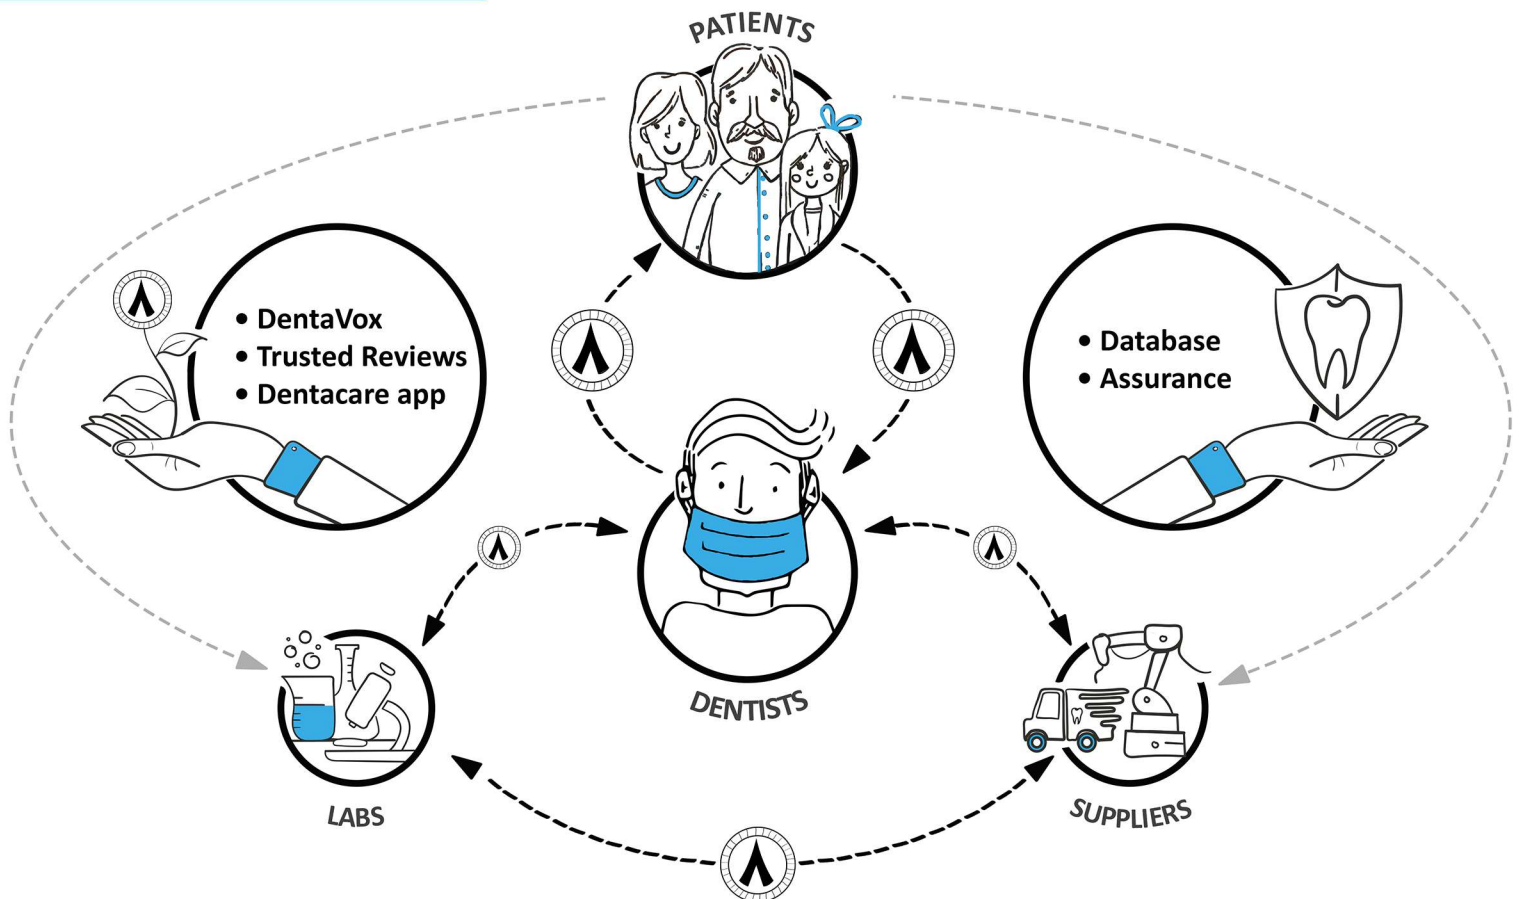 PATIENTS
• DentaVox
• Trusted Reviews
• Dentacare app
• Database
• Assurance
DENTISTS
LABS
SUPPLIERS